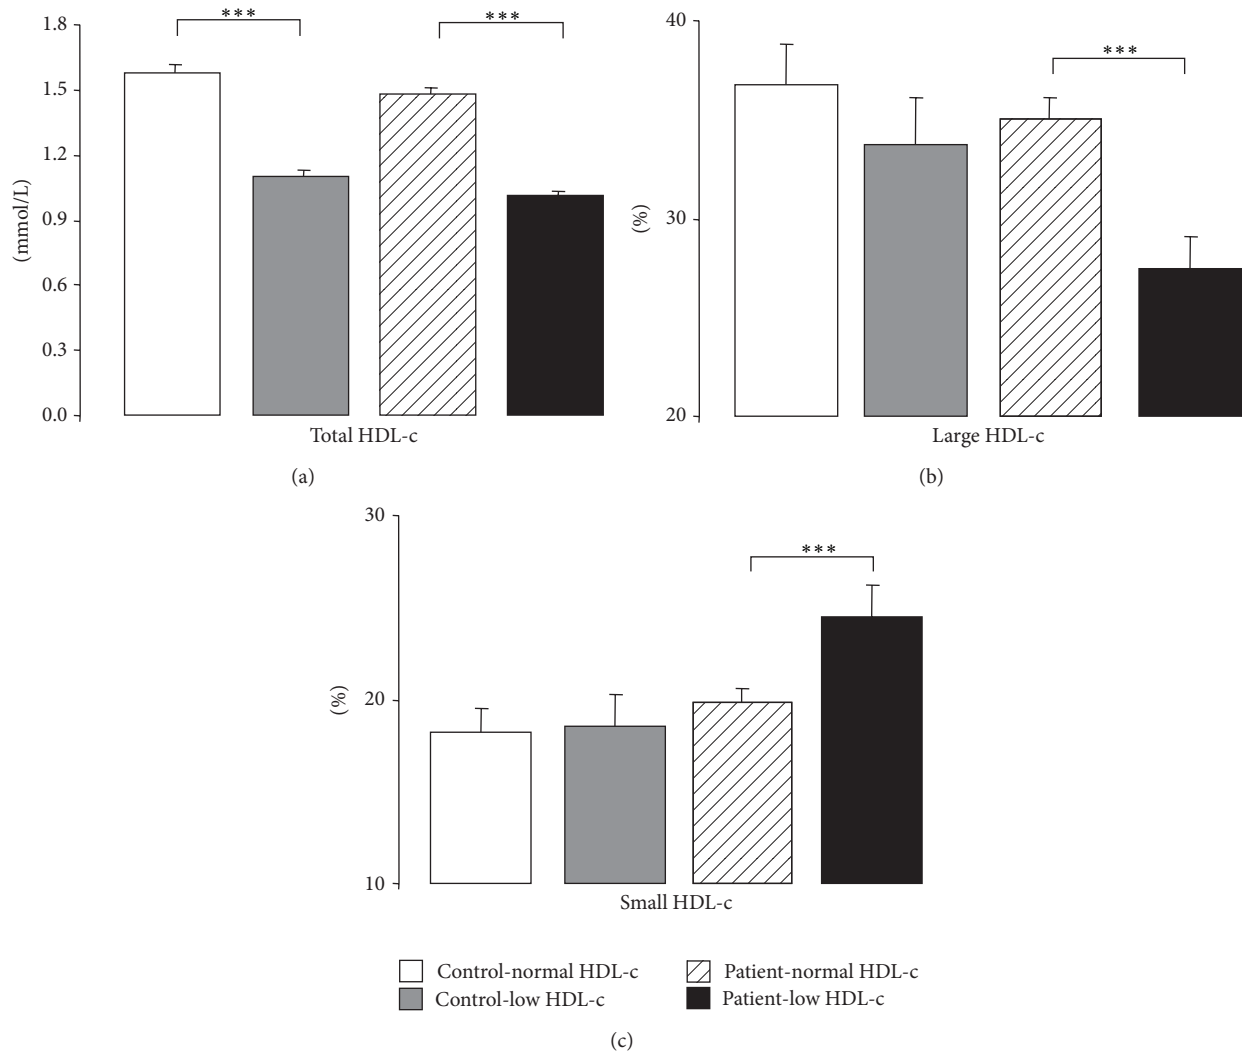 ***
***
1.8
1.5
1.2
0.9
0.6
0.3
0.0
(mmol/L)
Total HDL-c
(a)
***
40
30
20
(%)
Large HDL-c
(b)
***
30
20
10
(%)
Small HDL-c
Control-normal HDL-c
Control-low HDL-c
Patient-normal HDL-c
Patient-low HDL-c
(c)